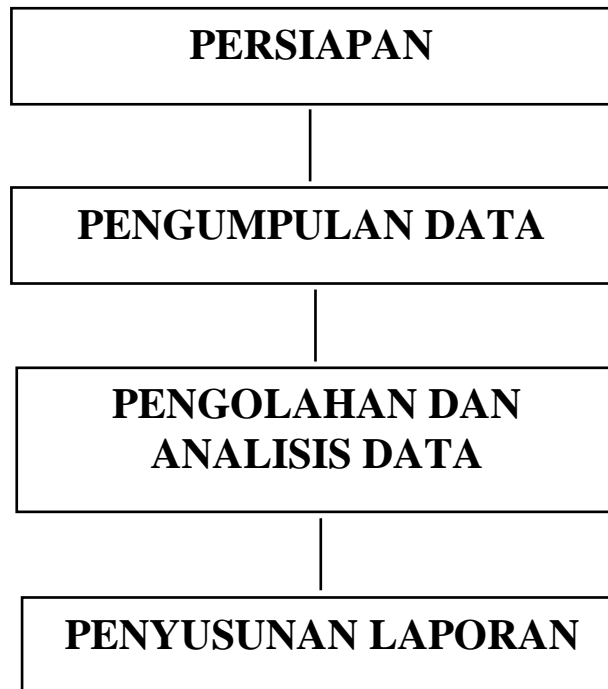 PERSIAPAN
PENGUMPULAN DATA
PENGOLAHAN DAN
ANALISIS DATA
PENYUSUNAN LAPORAN